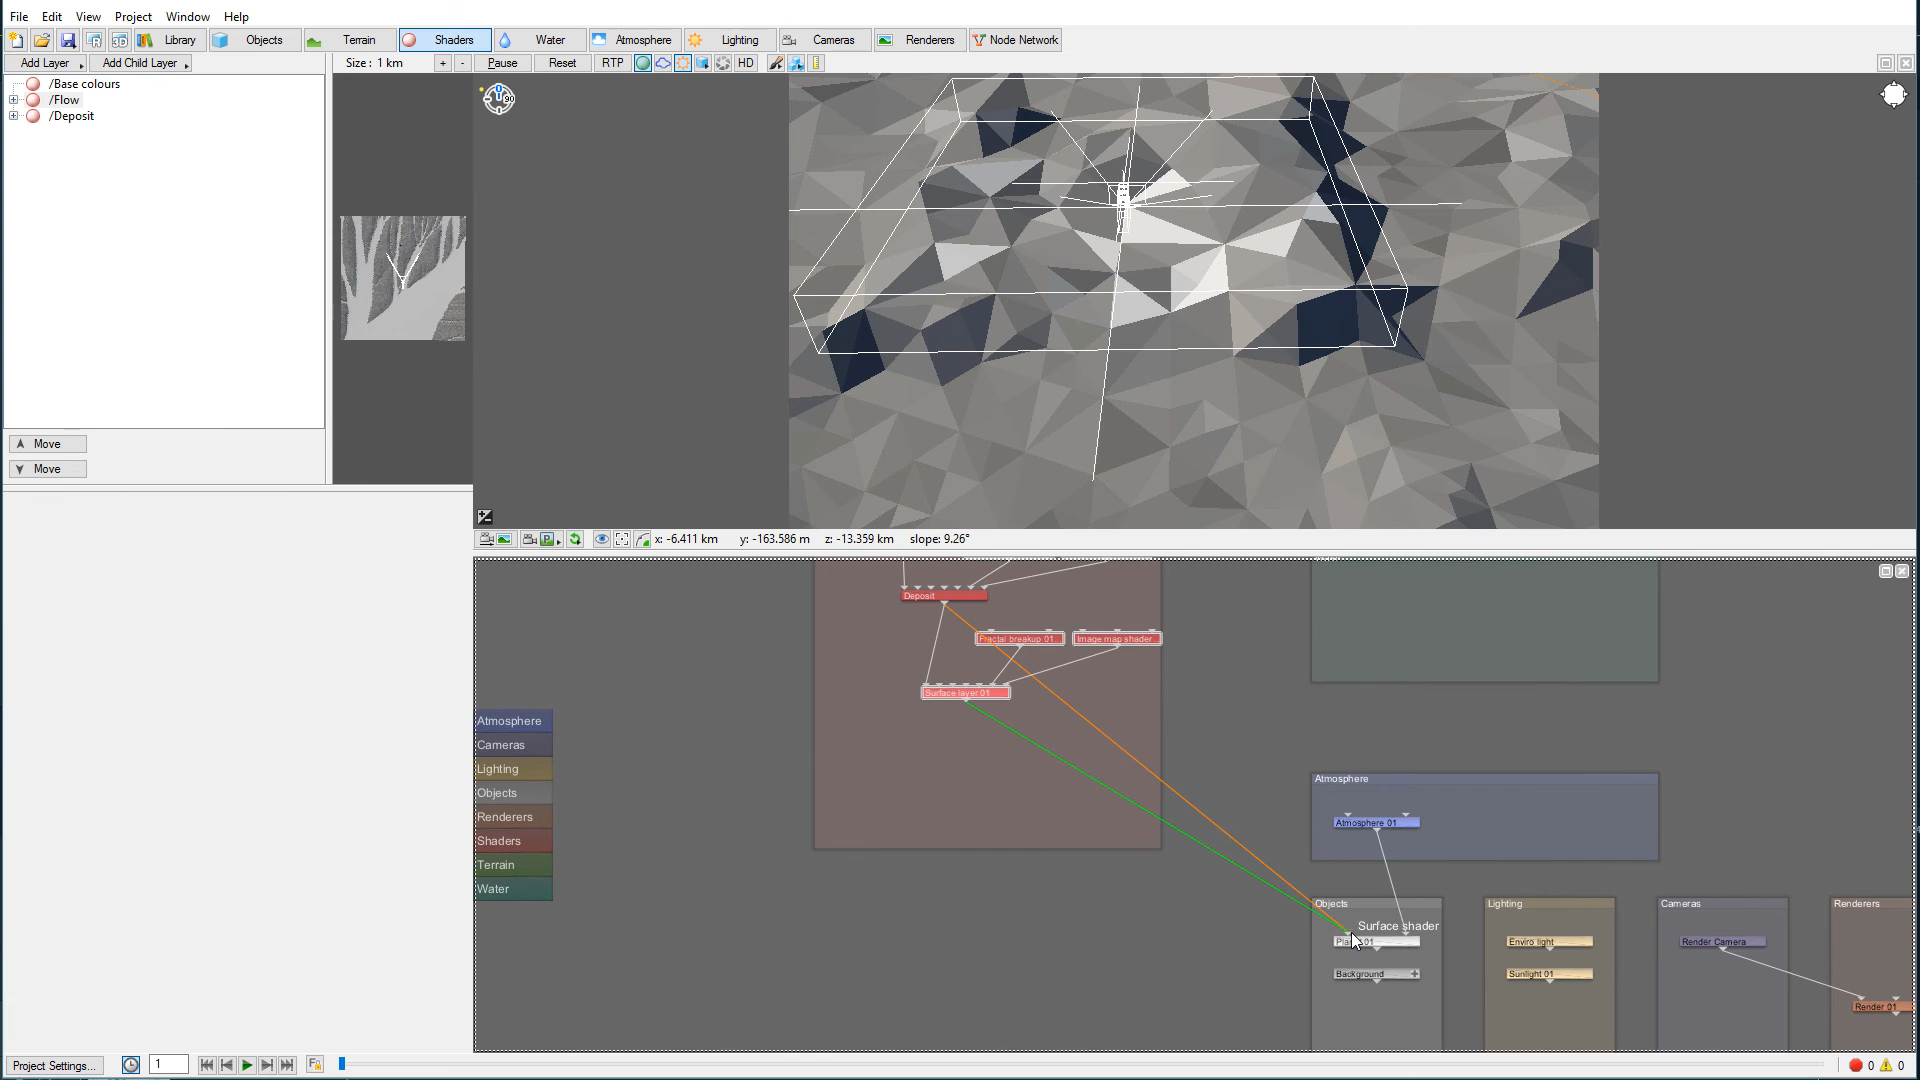 File Edit View Project Window Help
Library Objects Terrain Shaders Water Atmosphere Lighting Cameras Renderers Node Network
Add Layer Add Child Layer Size : 1 km + - Pause Reset RTP HD
/Base colours
/Flow
/Deposit
90
Move
Move
x: -6.411 km y: -163.586 m z: -13.359 km slope: 9.26°
Deposit
Fractal breakup 01... Image map shader ...
Surface layer 01
Atmosphere
Cameras
Lighting
Objects
Renderers
Shaders
Terrain
Water
Atmosphere
Atmosphere 01
Objects Lighting Cameras Renderers
Surface shader
01 Enviro light Render Camera
Background + Sunlight 01
Render 01
Project Settings... 1 0 0